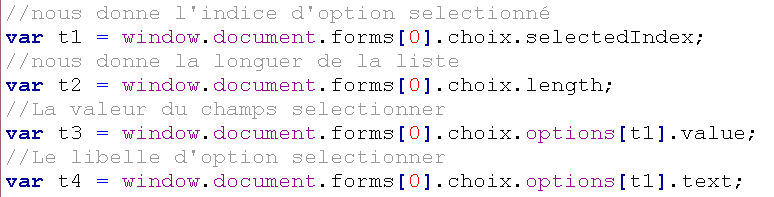 //nous donne l'indice d'option selectionné
var t1 = window.document.forms[0].choix.selectedIndex;
//nous donne la longuer de la liste
var t2 = window.document.forms[0].choix.length;
//La valeur du champs selectionner
var t3 = window.document.forms[0].choix.options[t1].value;
//Le libelle d'option selectionner
var t4 = window.document.forms[0].choix.options[t1].text;